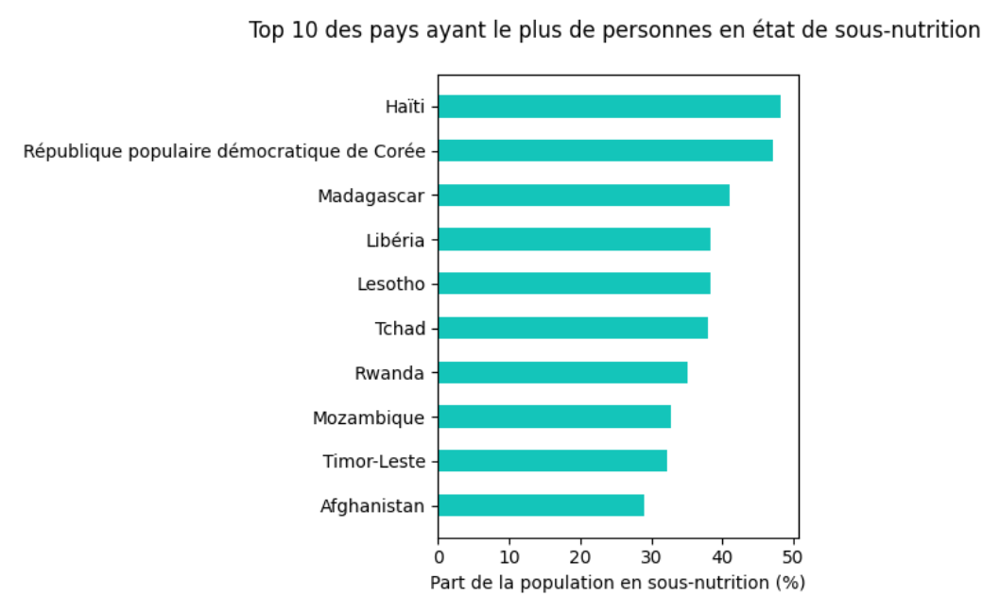 Top 10 des pays ayant le plus de personnes en état de sous-nutrition
Haïti
République populaire démocratique de Corée
Madagascar
Libéria
Lesotho
Tchad
Rwanda
Mozambique
Timor-Leste
Afghanistan
0 10 20 30 40 50
Part de la population en sous-nutrition (%)